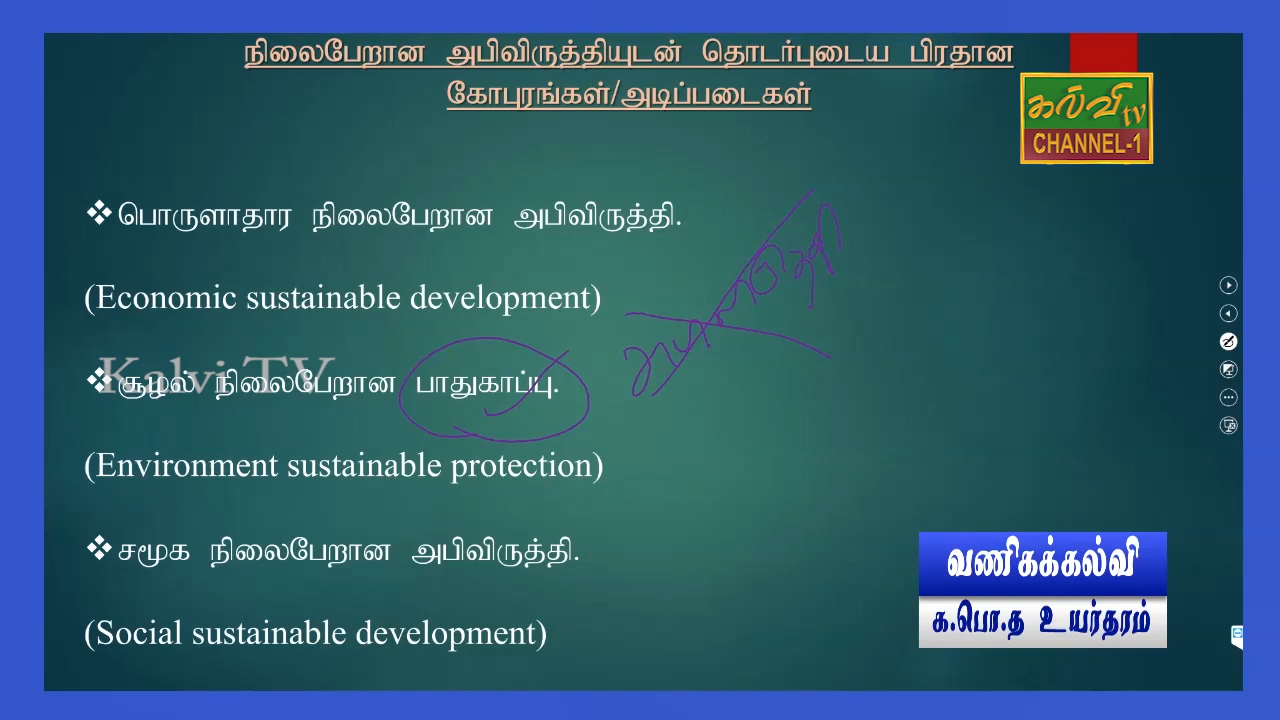 நிலைபேறான அபிவிருத்தியுடன் தொடர்புடைய பிரதான
கோபுரங்கள்/அடிப்படைகள்
கல்வி tv
CHANNEL-1
❖பொருளாதார நிலைபேறான அபிவிருத்தி.
(Economic sustainable development)
Kalvi TV
❖சூழல் நிலைபேறான பாதுகாப்பு.
(Environment sustainable protection)
❖சமூக நிலைபேறான அபிவிருத்தி.
(Social sustainable development)
வணிகக்கல்வி
க.பொ.த உயர்தரம்